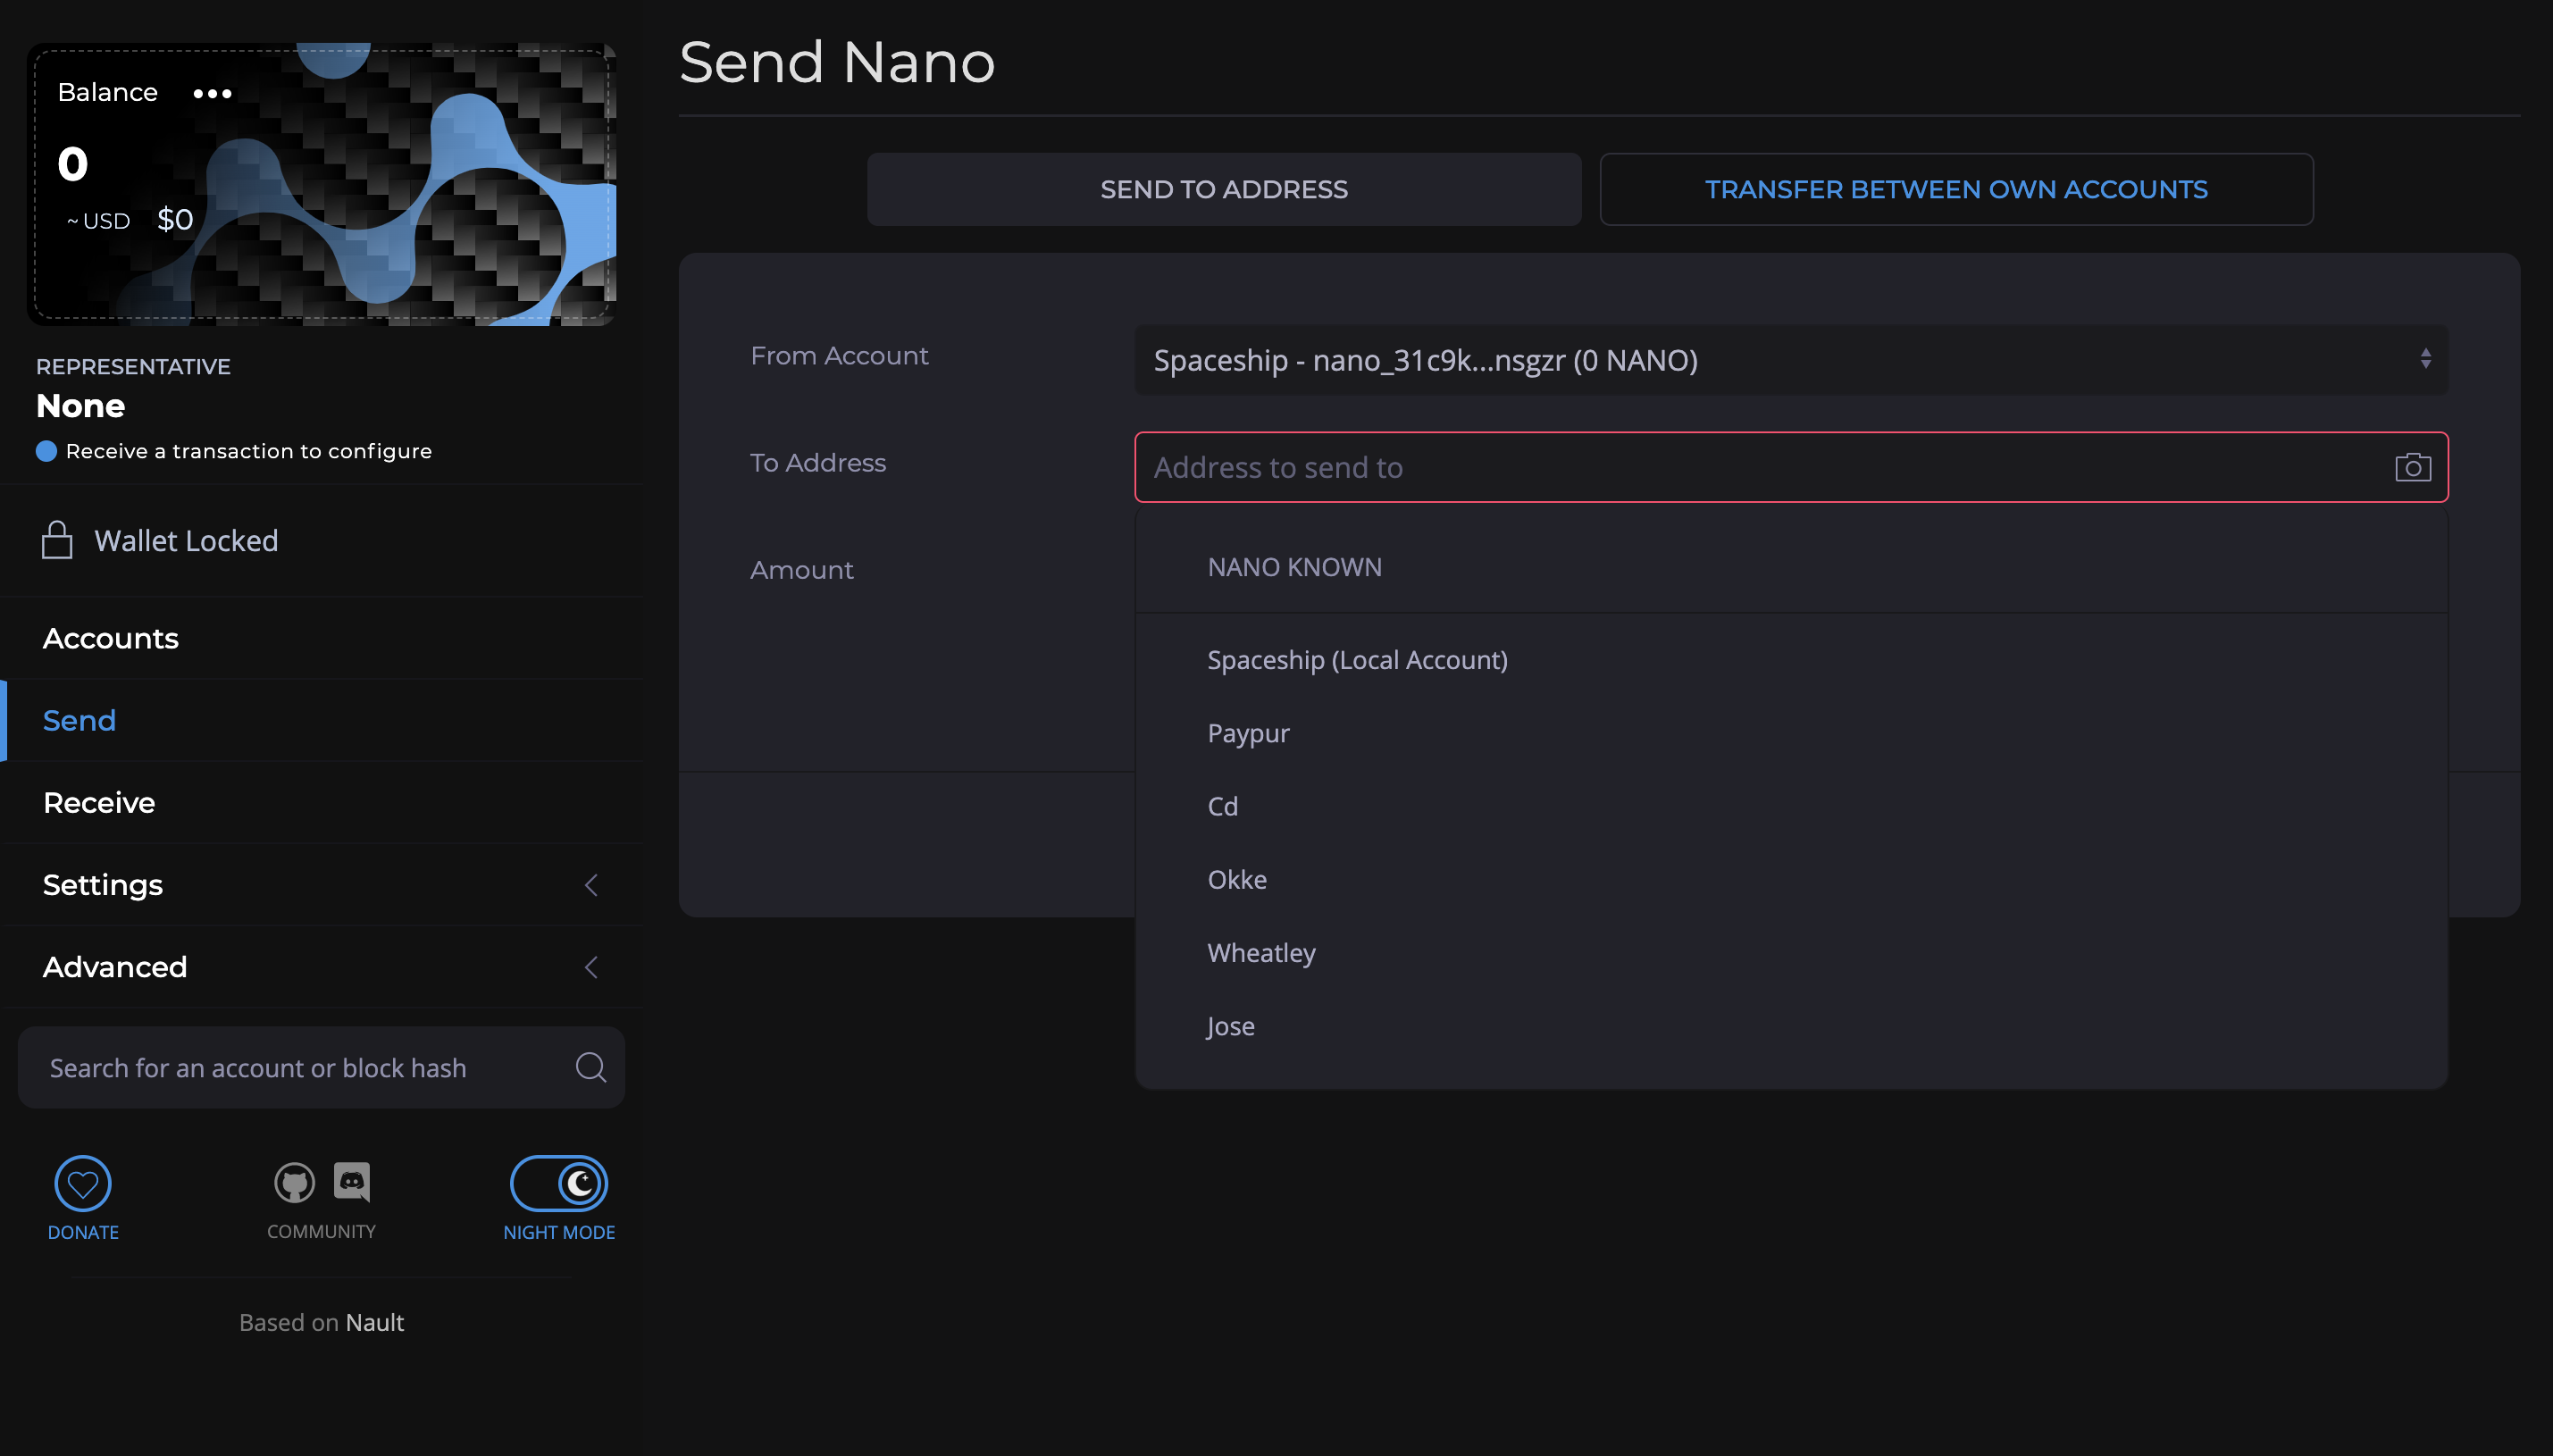 Balance
0
~ USD $0
REPRESENTATIVE
None
Receive a transaction to configure
Wallet Locked
Accounts
Send
Receive
Settings
Advanced
Search for an account or block hash
DONATE
COMMUNITY
NIGHT MODE
Based on Nault
Send Nano
SEND TO ADDRESS
TRANSFER BETWEEN OWN ACCOUNTS
From Account
Spaceship - nano_31c9k...nsgzr (0 NANO)
To Address
Address to send to
Amount
NANO KNOWN
Spaceship (Local Account)
Paypur
Cd
Okke
Wheatley
Jose